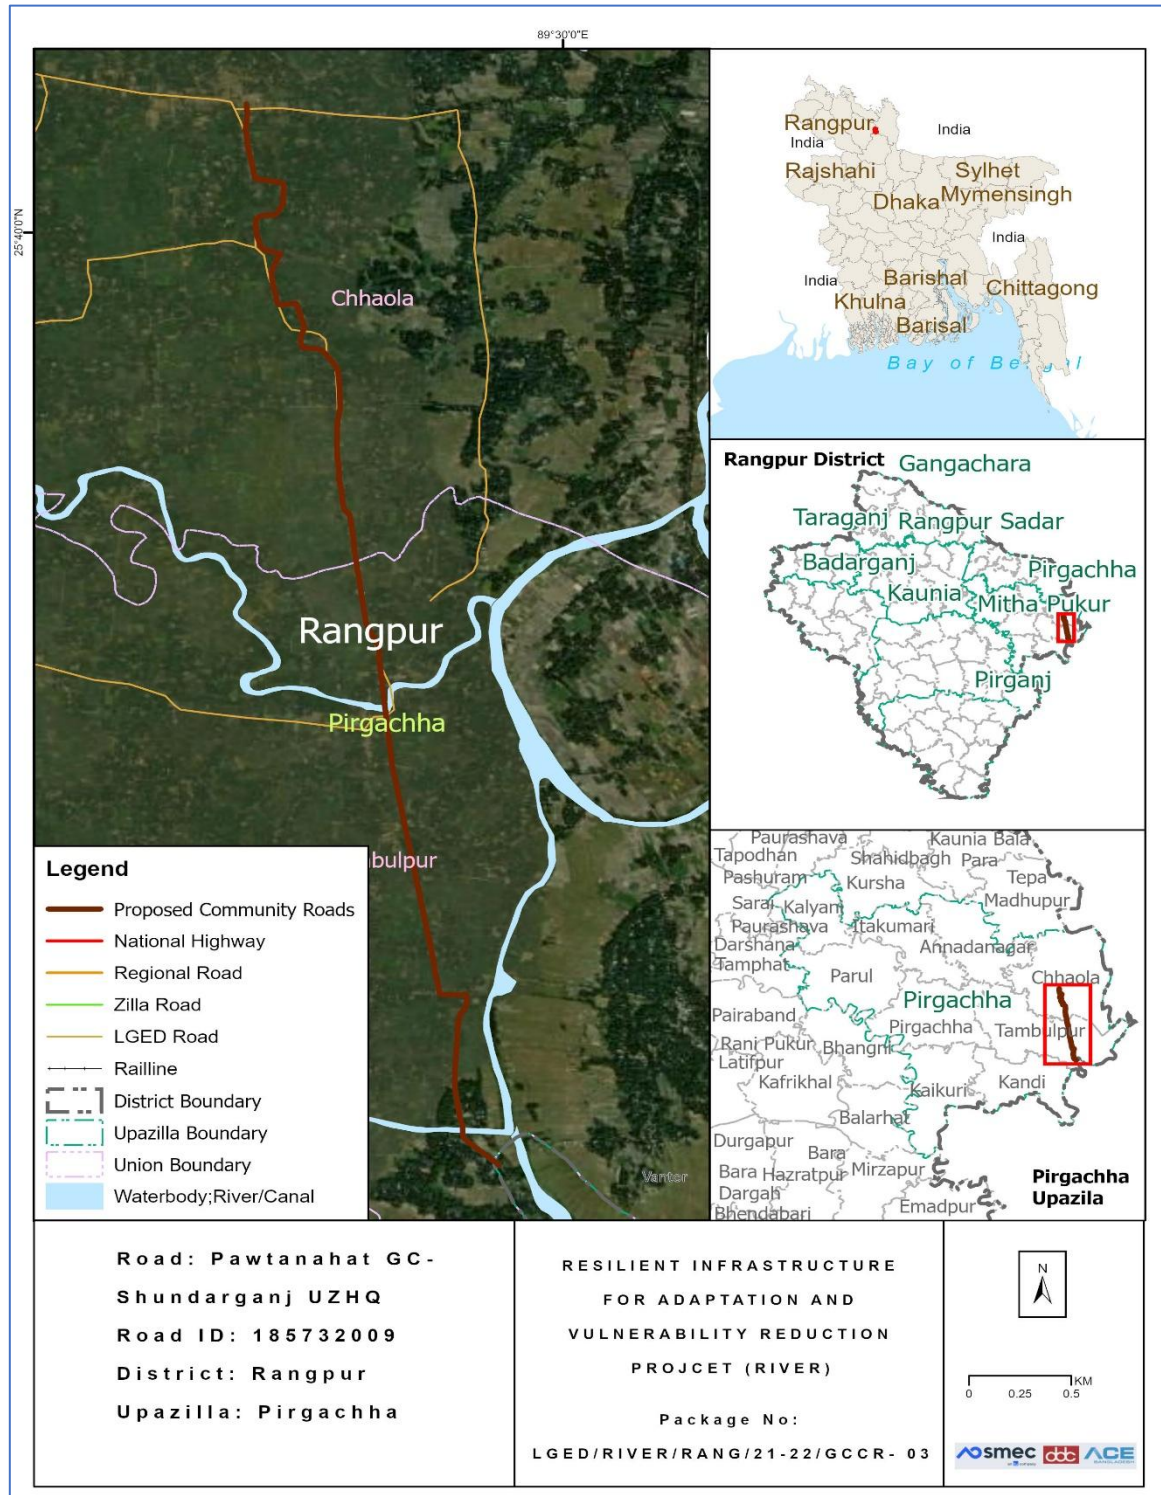 89°30'0"E
25°40'0"N
Chhaola
Rangpur
Pirgachha
bulpur
Vantor
Legend
Proposed Community Roads
National Highway
Regional Road
Zilla Road
LGED Road
Railline
District Boundary
Upazilla Boundary
Union Boundary
Waterbody;River/Canal
Rangpur
India
India
Rajshahi
Sylhet
Dhaka
Mymensingh
India
India
Barishal
Khulna
Chittagong
Barisal
Bay of Bengal
Rangpur District
Gangachara
Taraganj
Rangpur Sadar
Badarganj
Pirgachha
Kaunia
Mitha Pukur
Pirganj
Paurashava
Kaunia Bala
Tapodhan
Shahidbagh
Para
Pashuram
Kursha
Tepa
Sarai
Kalyani
Madhupur
Paurashava
Itakumari
Darshana
Annadanagar
Tamphat
Parul
Chhaola
Pirgachha
Pairaband
Pirgachha
Tambulpur
Rani Pukur
Bhangni
Latifpur
Kafrikhal
Kaikuri
Kandi
Balarhat
Durgapur
Bara
Bara
Hazratpur
Mirzapur
Dargah
Bhendabari
Emadpur
Pirgachha
Upazila
Road: Pawtanahat GC-
Shundarganj UZHQ
Road ID: 185732009
District: Rangpur
Upazilla: Pirgachha
RESILIENT INFRASTRUCTURE
FOR ADAPTATION AND
VULNERABILITY REDUCTION
PROJCET (RIVER)
Package No:
LGED/RIVER/RANG/21-22/GCCR- 03
N
KM
0 0.25 0.5
smec
ddc
ACE
BANGLADESH